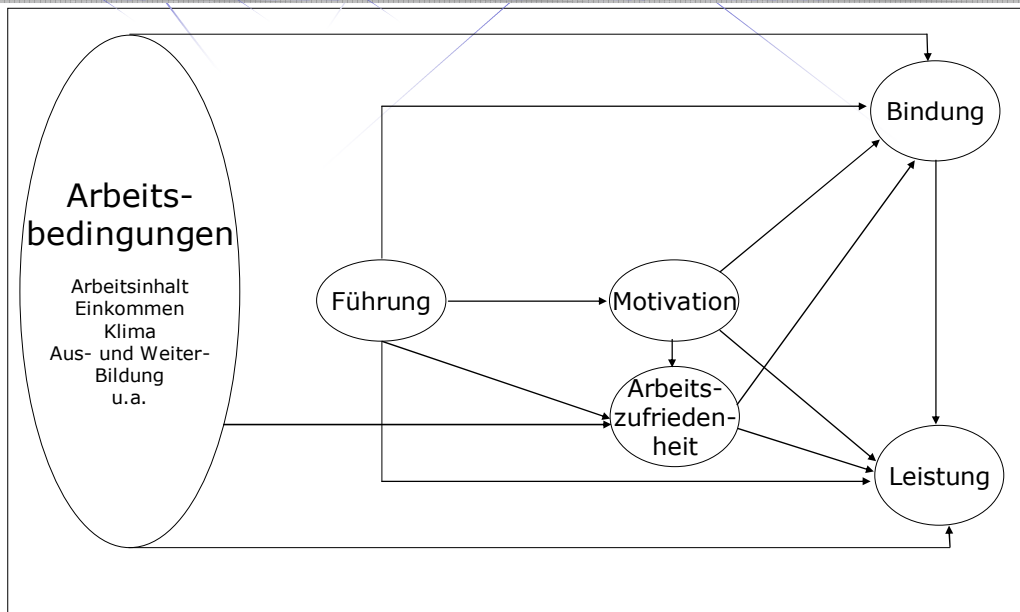 Arbeits-
bedingungen
Arbeitsinhalt
Einkommen
Klima
Aus- und Weiter-
Bildung
u.a.
Führung
Motivation
Arbeits-
zufrieden-
heit
Bindung
Leistung